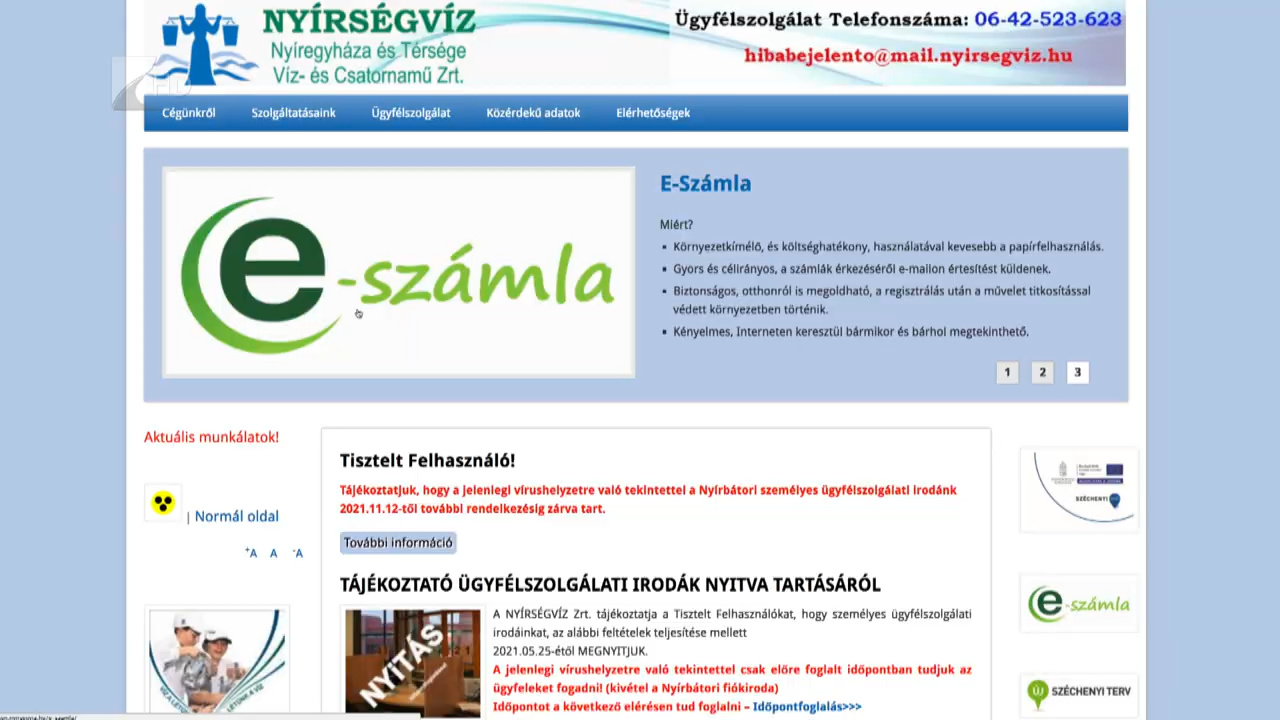 NYÍRSÉGVÍZ
Nyíregyháza és Térsége
Víz- és Csatornamű Zrt.
Ügyfélszolgálat Telefonszáma: 06-42-523-623
hibabejelento@mail.nyirsegviz.hu
Cégünkről Szolgáltatásaink Ügyfélszolgálat Közérdekű adatok Elérhetőségek
e-számla
E-Számla
Miért?
Környezetkímélő, és költséghatékony, használatával kevesebb a papírfelhasználás.
Gyors és célirányos, a számlák érkezéséről e-mailon értesítést küldenek.
Biztonságos, otthonról is megoldható, a regisztrálás után a művelet titkosítással
védett környezetben történik.
Kényelmes, Interneten keresztül bármikor és bárhol megtekinthető.
1 2 3
Aktuális munkálatok!
| Normál oldal
+A A -A
Tisztelt Felhasználó!
Tájékoztatjuk, hogy a jelenlegi vírushelyzetre való tekintettel a Nyírbátori személyes ügyfélszolgálati irodánk
2021.11.12-től további rendelkezésig zárva tart.
További információ
TÁJÉKOZTATÓ ÜGYFÉLSZOLGÁLATI IRODÁK NYITVA TARTÁSÁRÓL
NYITÁS
A NYÍRSÉGVÍZ Zrt. tájékoztatja a Tisztelt Felhasználókat, hogy személyes ügyfélszolgálati
irodáinkat, az alábbi feltételek teljesítése mellett
2021.05.25-étől MEGNYITJUK.
A jelenlegi vírushelyzetre való tekintettel csak előre foglalt időpontban tudjuk az
ügyfeleket fogadni! (kivétel a Nyírbátori fiókiroda)
Időpontot a következő elérésen tud foglalni – Időpontfoglalás>>>
SZÉCHENYI
e-számla
ÚJ SZÉCHENYI TERV